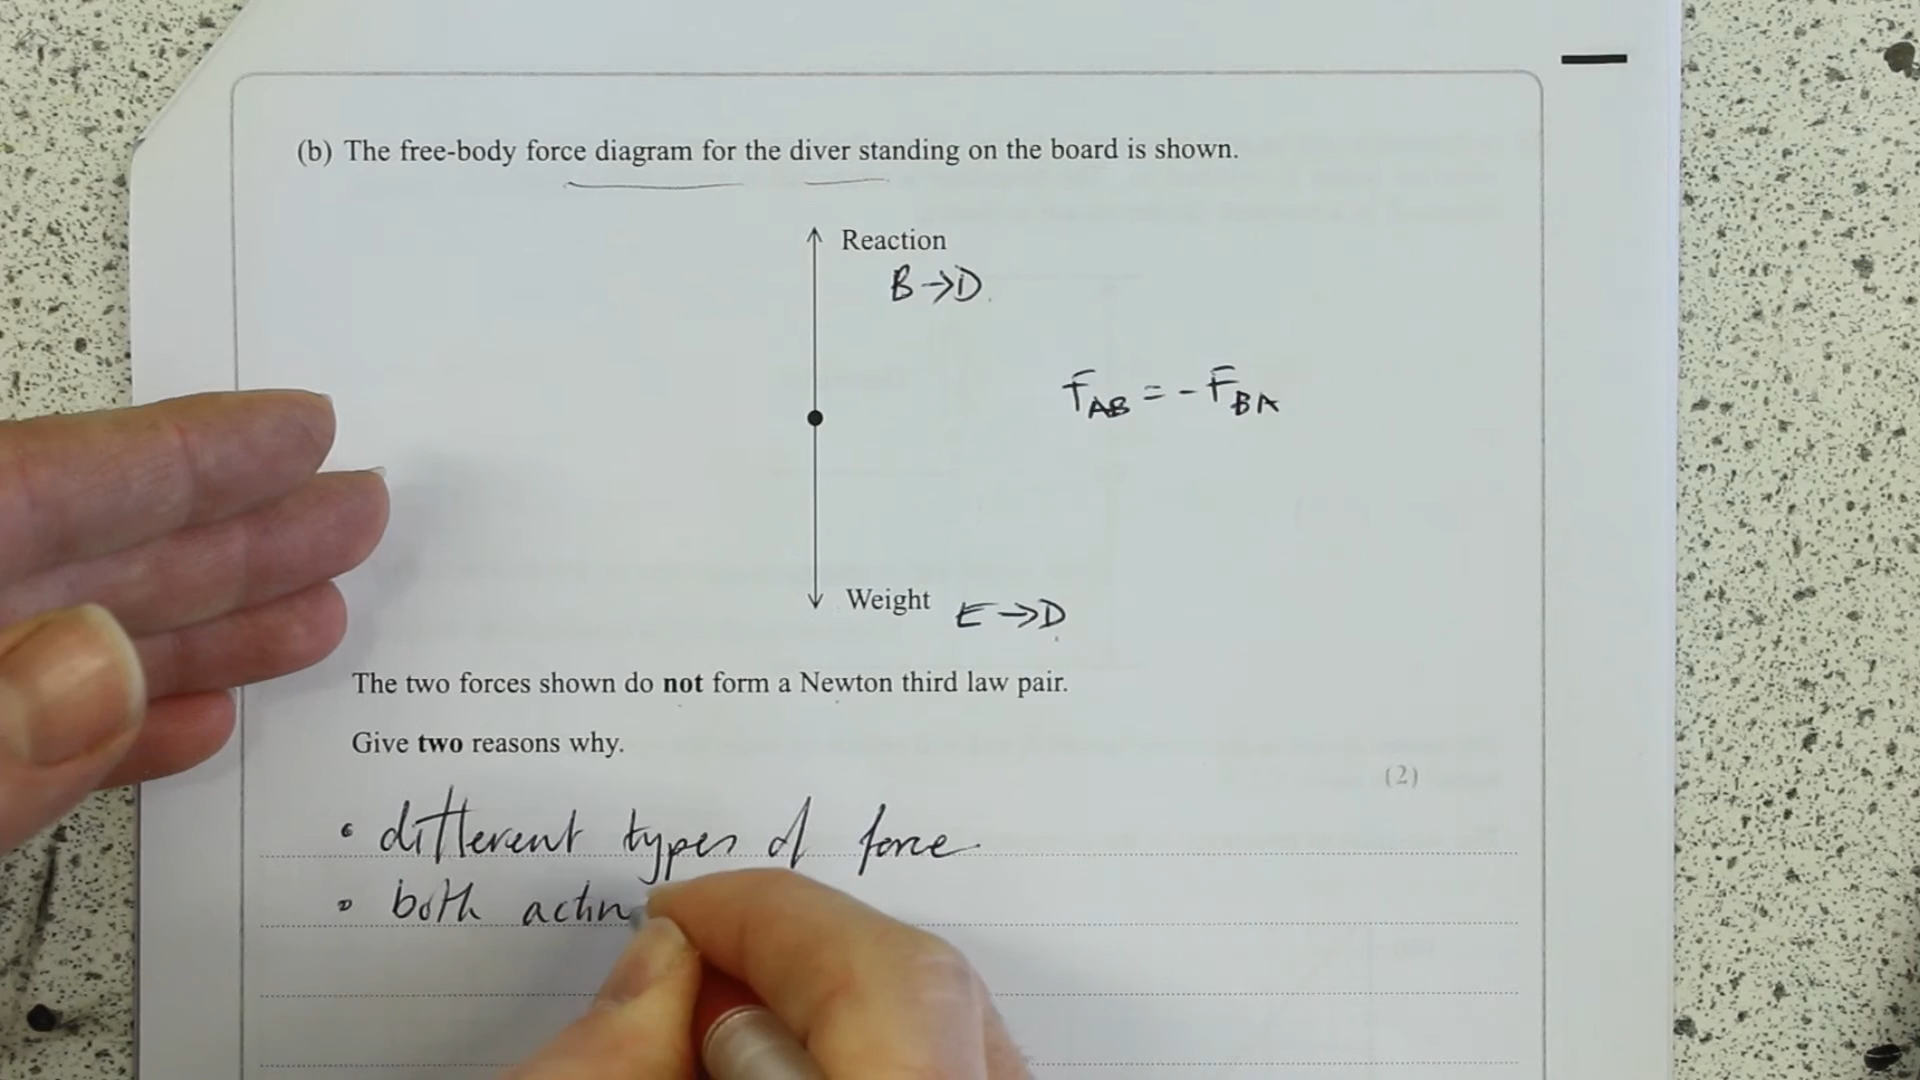 (b) The free-body force diagram for the diver standing on the board is shown.
Reaction
B→D
F_AB = -F_BA
Weight E→D
The two forces shown do not form a Newton third law pair.
Give two reasons why.
(2)
• different types of force
• both actin